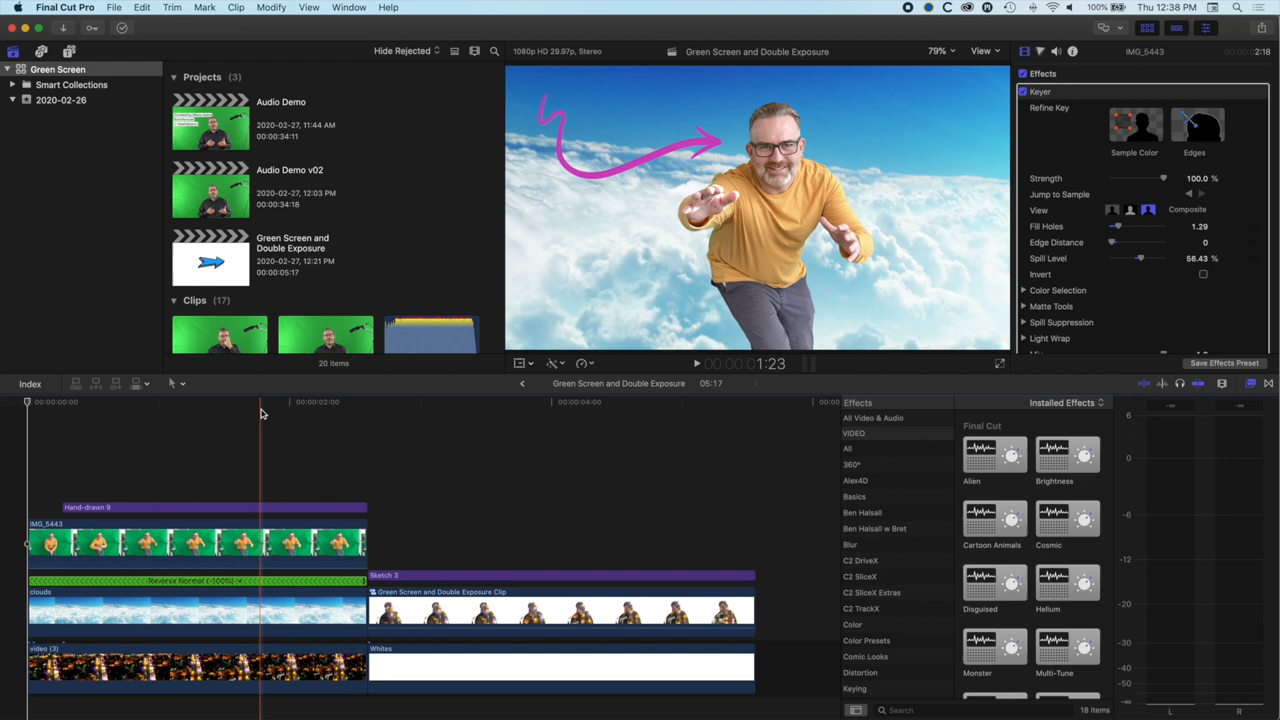 Final Cut Pro File Edit Trim Mark Clip Modify View Window Help 100% Thu 12:38 PM
Hide Rejected 1080p HD 29.97p, Stereo Green Screen and Double Exposure 79% View IMG_5443 2:18
Green Screen
Smart Collections
2020-02-26
Projects (3)
Audio Demo
2020-02-27, 11:44 AM
00:00:34:11
Audio Demo v02
2020-02-27, 12:03 PM
00:00:34:18
Green Screen and
Double Exposure
2020-02-27, 12:21 PM
00:00:05:17
Clips (17)
20 items
00:00:00:01:23
Effects
Keyer
Refine Key
Sample Color Edges
Strength 100.0 %
Jump to Sample
View Composite
Fill Holes 1.29
Edge Distance 0
Spill Level 56.43 %
Invert
Color Selection
Matte Tools
Spill Suppression
Light Wrap
Save Effects Preset
Index Green Screen and Double Exposure 05:17
00:00:00:00 00:00:02:00 00:00:04:00 00:00
Hand-drawn 9
IMG_5443
Reverse Normal (-100%)
Sketch 3
clouds
Green Screen and Double Exposure Clip
video (3)
Whites
Effects Installed Effects
All Video & Audio
VIDEO
All
360°
Alex4D
Basics
Ben Halsall
Ben Halsall w Bret
Blur
C2 DriveX
C2 SliceX
C2 SliceX Extras
C2 TrackX
Color
Color Presets
Comic Looks
Distortion
Keying
Final Cut
Alien Brightness
Cartoon Animals Cosmic
Disguised Helium
Monster Multi-Tune
Search 18 items
-∞ -∞
6
0
-6
-12
-20
-30
-40
-50
-∞
L R